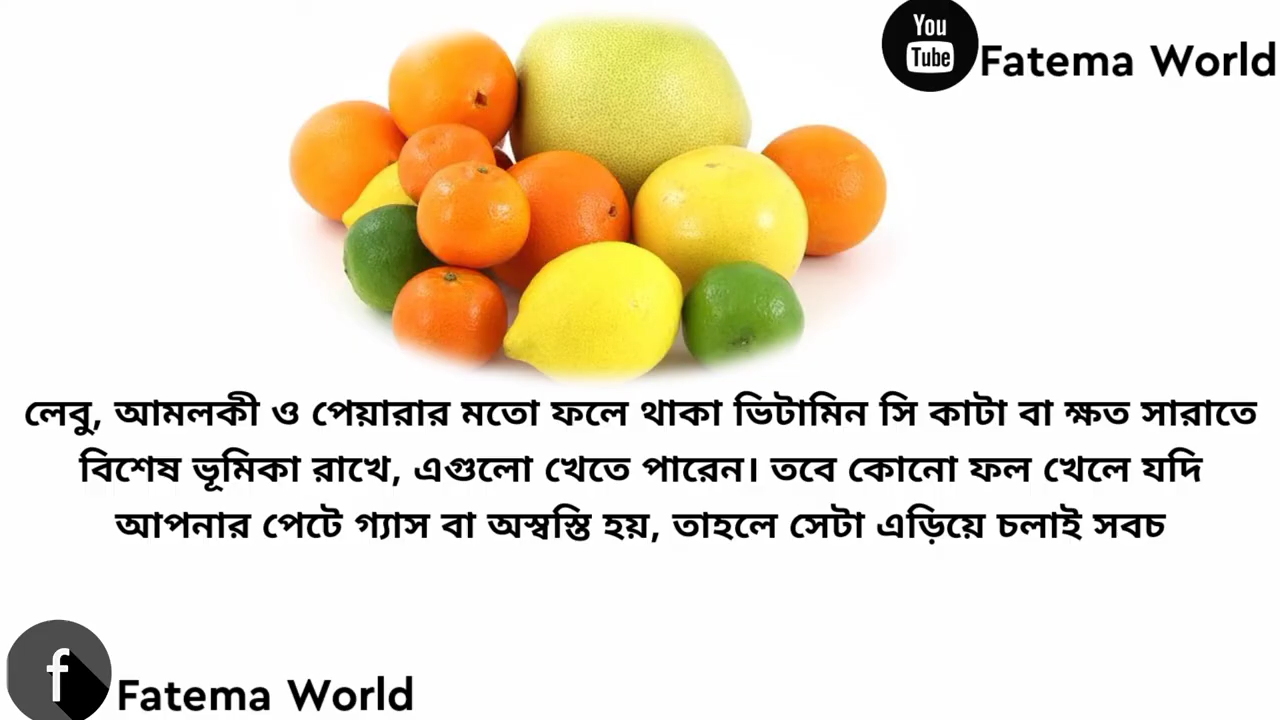 You
Tube
Fatema World
লেবু, আমলকী ও পেয়ারার মতো ফলে থাকা ভিটামিন সি কাটা বা ক্ষত সারাতে
বিশেষ ভূমিকা রাখে, এগুলো খেতে পারেন। তবে কোনো ফল খেলে যদি
আপনার পেটে গ্যাস বা অস্বস্তি হয়, তাহলে সেটা এড়িয়ে চলাই সবচ
f
Fatema World